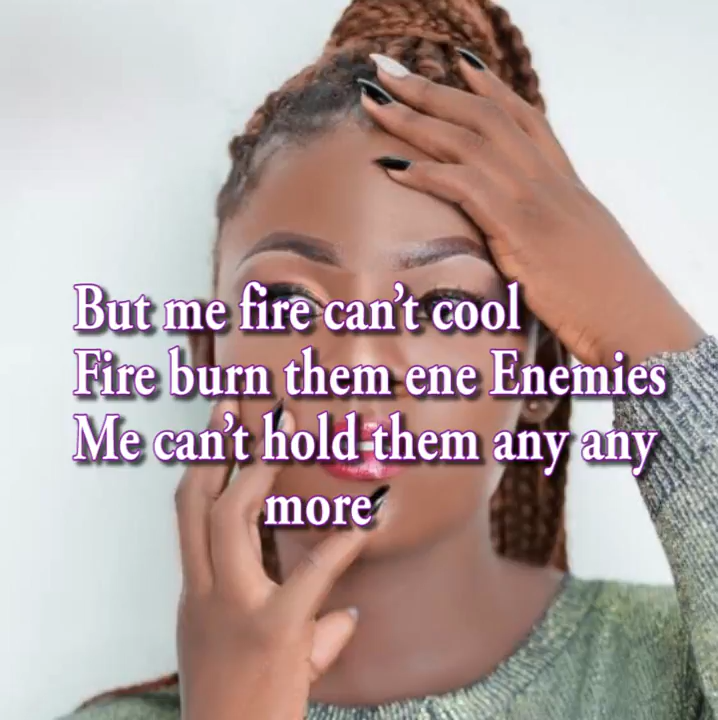 But me fire can't cool
Fire burn them ene Enemies
Me can't hold them any any
more